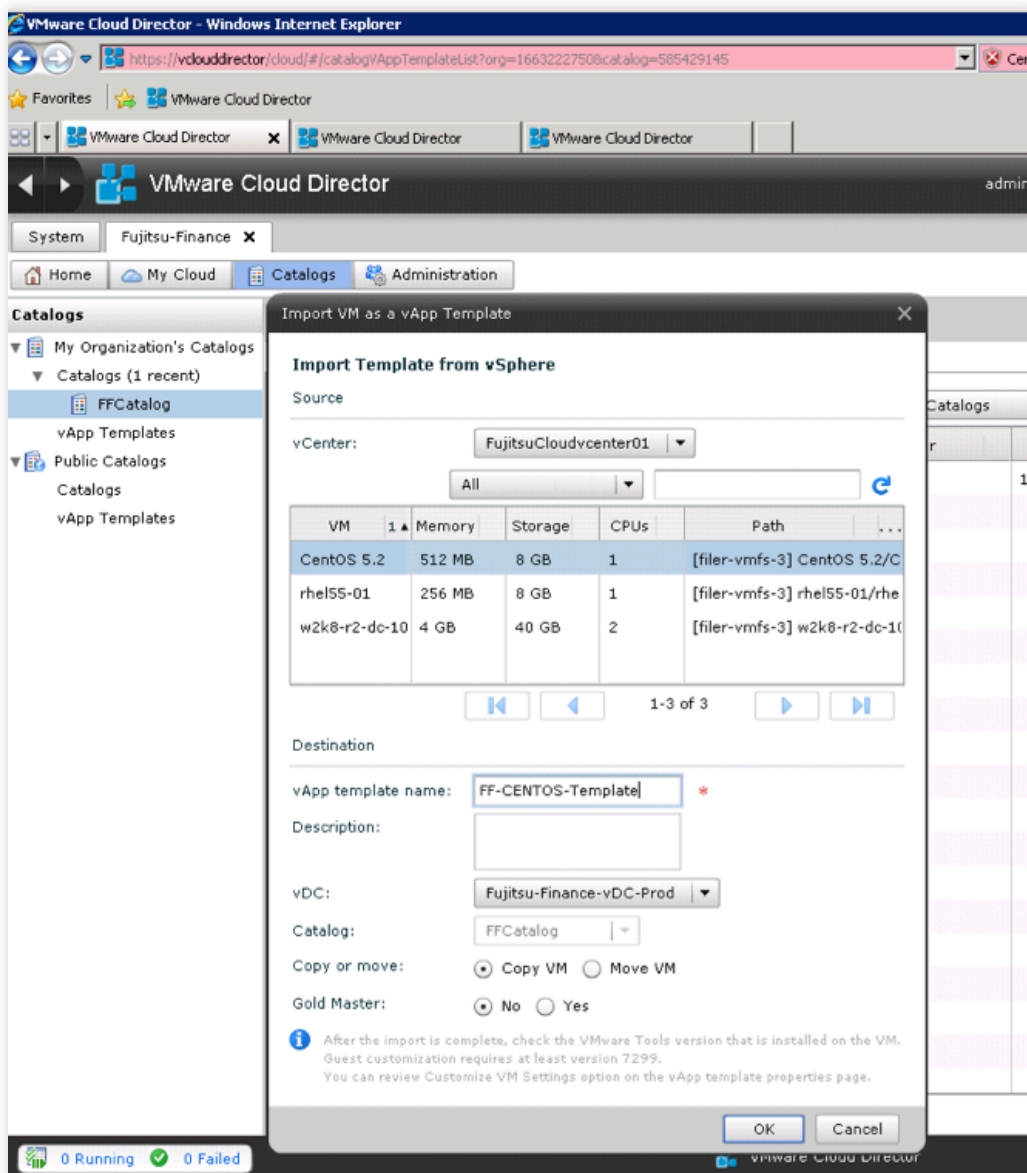 VMware Cloud Director - Windows Internet Explorer
https://vclouddirector/cloud/#/catalogVAppTemplateList?org=1663222750&catalog=585429145
Cer
Favorites VMware Cloud Director
VMware Cloud Director X VMware Cloud Director VMware Cloud Director
VMware Cloud Director admin
System Fujitsu-Finance X
Home My Cloud Catalogs Administration
Catalogs
My Organization's Catalogs
Catalogs (1 recent)
FFCatalog
vApp Templates
Public Catalogs
Catalogs
vApp Templates
Import VM as a vApp Template
Import Template from vSphere
Source
vCenter: FujitsuCloudvcenter01
All
VM 1 Memory Storage CPUs Path ...
CentOS 5.2 512 MB 8 GB 1 [filer-vmfs-3] CentOS 5.2/C
rhel55-01 256 MB 8 GB 1 [filer-vmfs-3] rhel55-01/rhe
w2k8-r2-dc-10 4 GB 40 GB 2 [filer-vmfs-3] w2k8-r2-dc-1(
1-3 of 3
Destination
vApp template name: FF-CENTOS-Template *
Description:
vDC: Fujitsu-Finance-vDC-Prod
Catalog: FFCatalog
Copy or move: Copy VM Move VM
Gold Master: No Yes
After the import is complete, check the VMware Tools version that is installed on the VM.
Guest customization requires at least version 7299.
You can review Customize VM Settings option on the vApp template properties page.
OK Cancel
Catalogs
r
1
0 Running 0 Failed
VMware Cloud Director